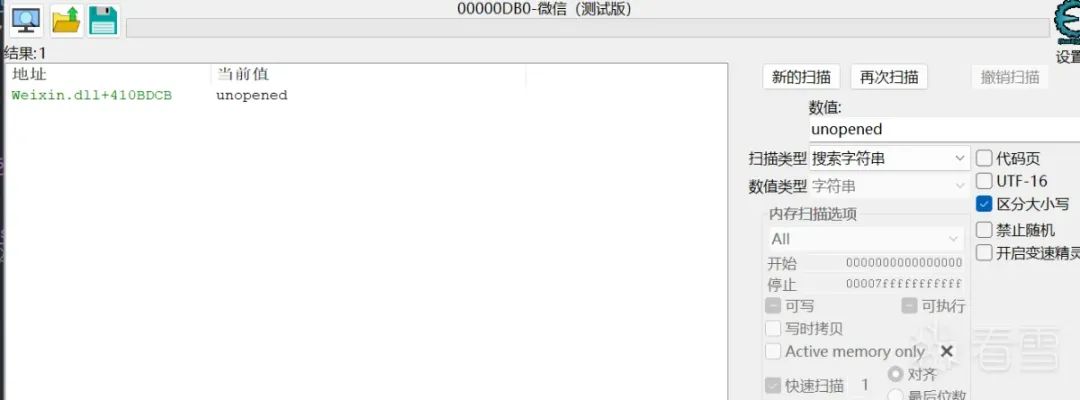 00000DB0-微信（测试版）
设置
结果:1
地址 当前值
Weixin.dll+410BDCB unopened
新的扫描 再次扫描 撤销扫描
数值:
unopened
扫描类型 搜索字符串
数值类型 字符串
代码页
UTF-16
区分大小写
禁止随机
开启变速精灵
内存扫描选项
All
开始 0000000000000000
停止 00007fffffffffff
可写 可执行
写时拷贝
Active memory only
快速扫描 1 对齐
最后位数
看雪